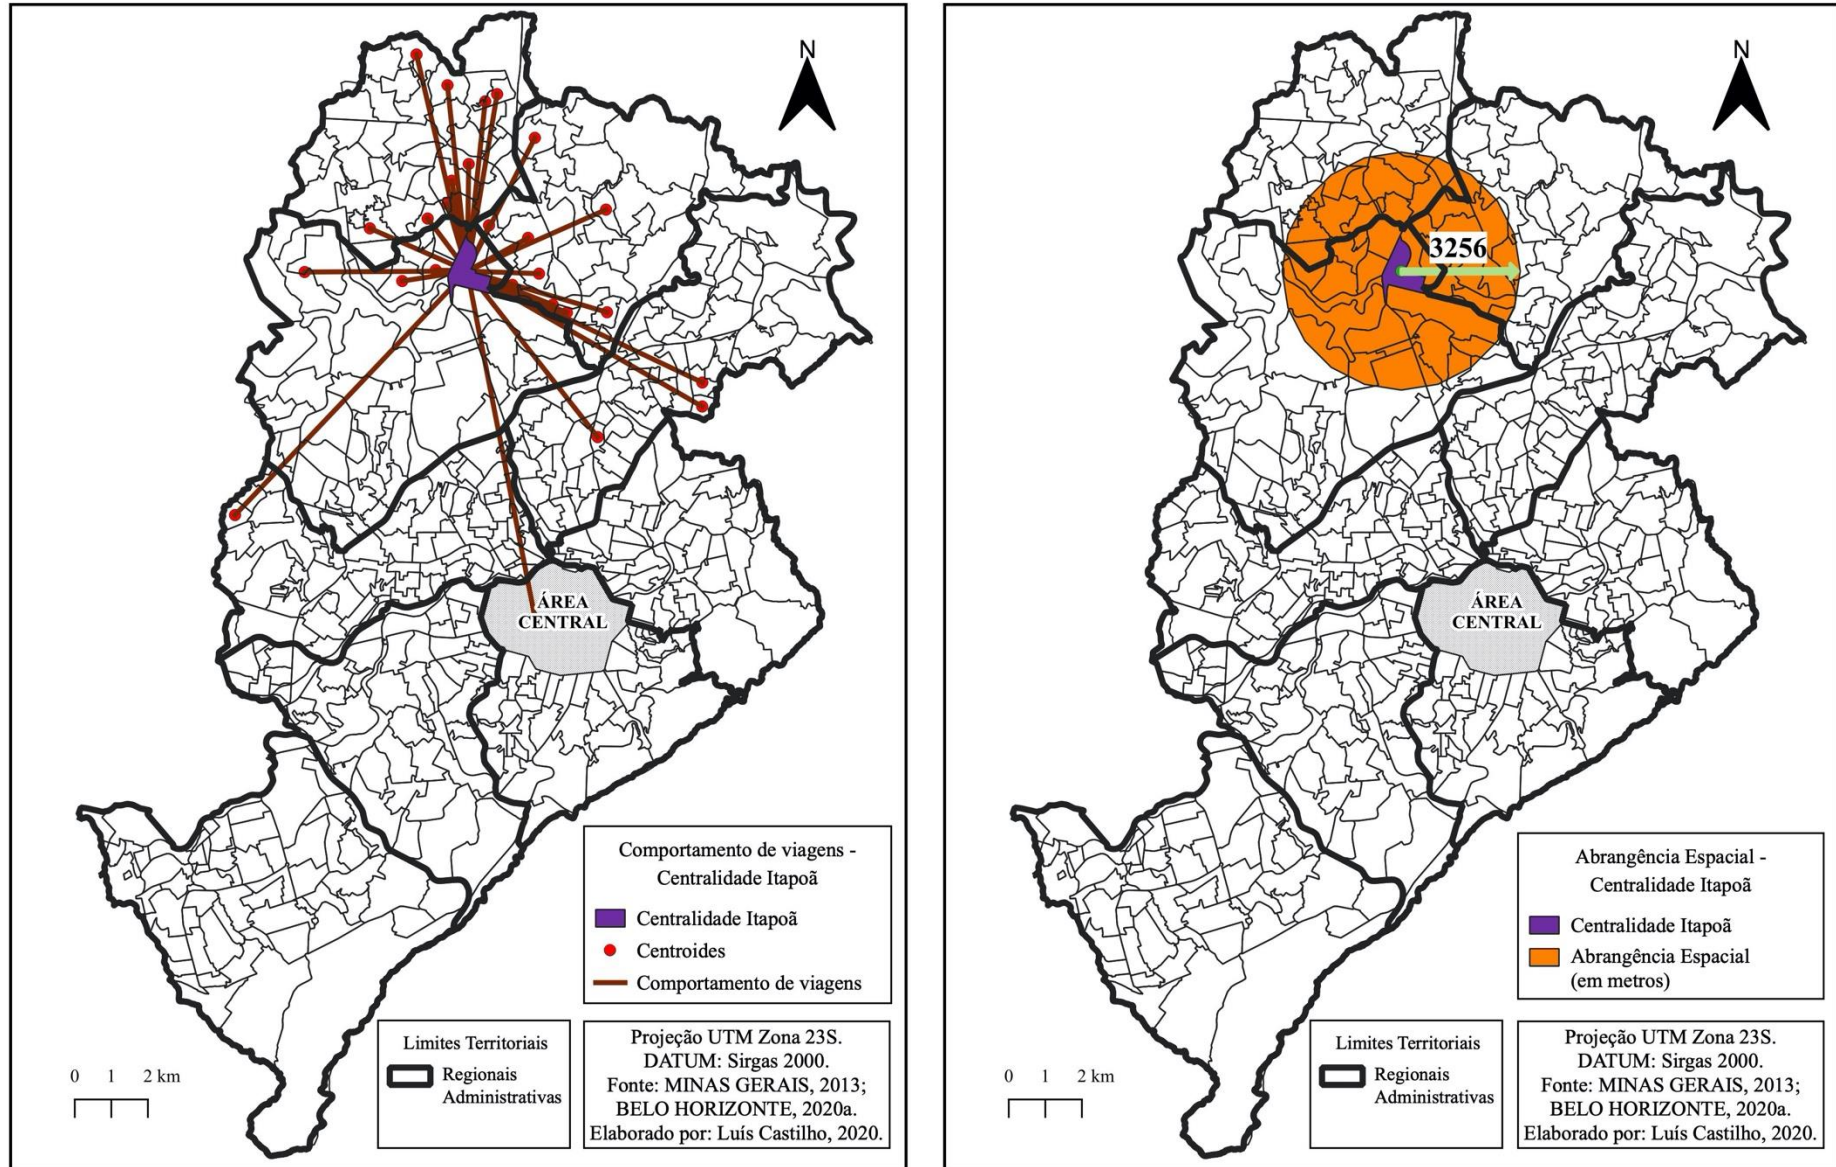 N
ÁREA
CENTRAL
Comportamento de viagens -
Centralidade Itapoã
Centralidade Itapoã
Centroides
Comportamento de viagens
Limites Territoriais
Regionais
Administrativas
Projeção UTM Zona 23S.
DATUM: Sirgas 2000.
Fonte: MINAS GERAIS, 2013;
BELO HORIZONTE, 2020a.
Elaborado por: Luís Castilho, 2020.
0 1 2 km
N
3256
ÁREA
CENTRAL
Abrangência Espacial -
Centralidade Itapoã
Centralidade Itapoã
Abrangência Espacial
(em metros)
Limites Territoriais
Regionais
Administrativas
Projeção UTM Zona 23S.
DATUM: Sirgas 2000.
Fonte: MINAS GERAIS, 2013;
BELO HORIZONTE, 2020a.
Elaborado por: Luís Castilho, 2020.
0 1 2 km